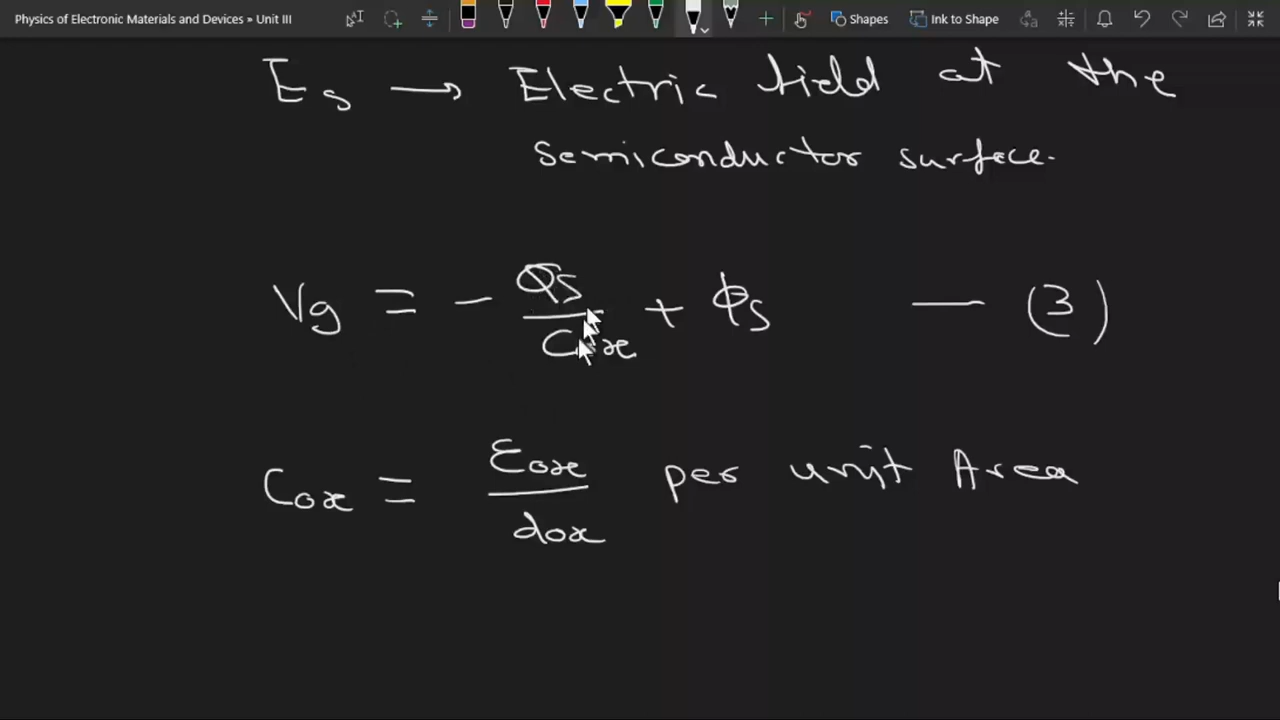 Physics of Electronic Materials and Devices » Unit III
Shapes
Ink to Shape
Es → Electric field at the
semiconductor surface.
Vg = - Qs/Cox + ϕs — (3)
Cox = Ɛox/dox per unit Area